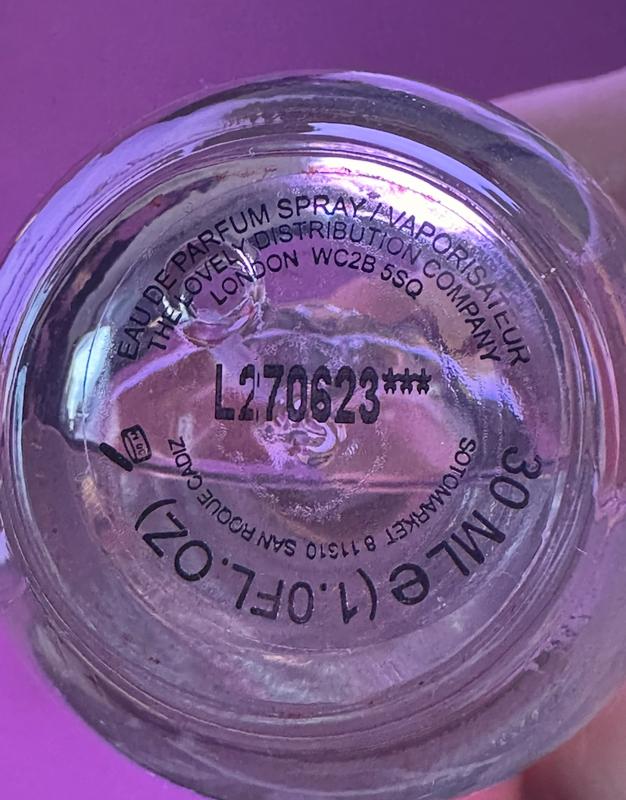 EAU DE PARFUM SPRAY / VAPORISATEUR
THE LOVELY DISTRIBUTION COMPANY
LONDON WC2B 5SQ
L270623***
SOTOMARKET 8 11310 SAN ROQUE CADIZ
30 ML e (1.0FL.OZ)